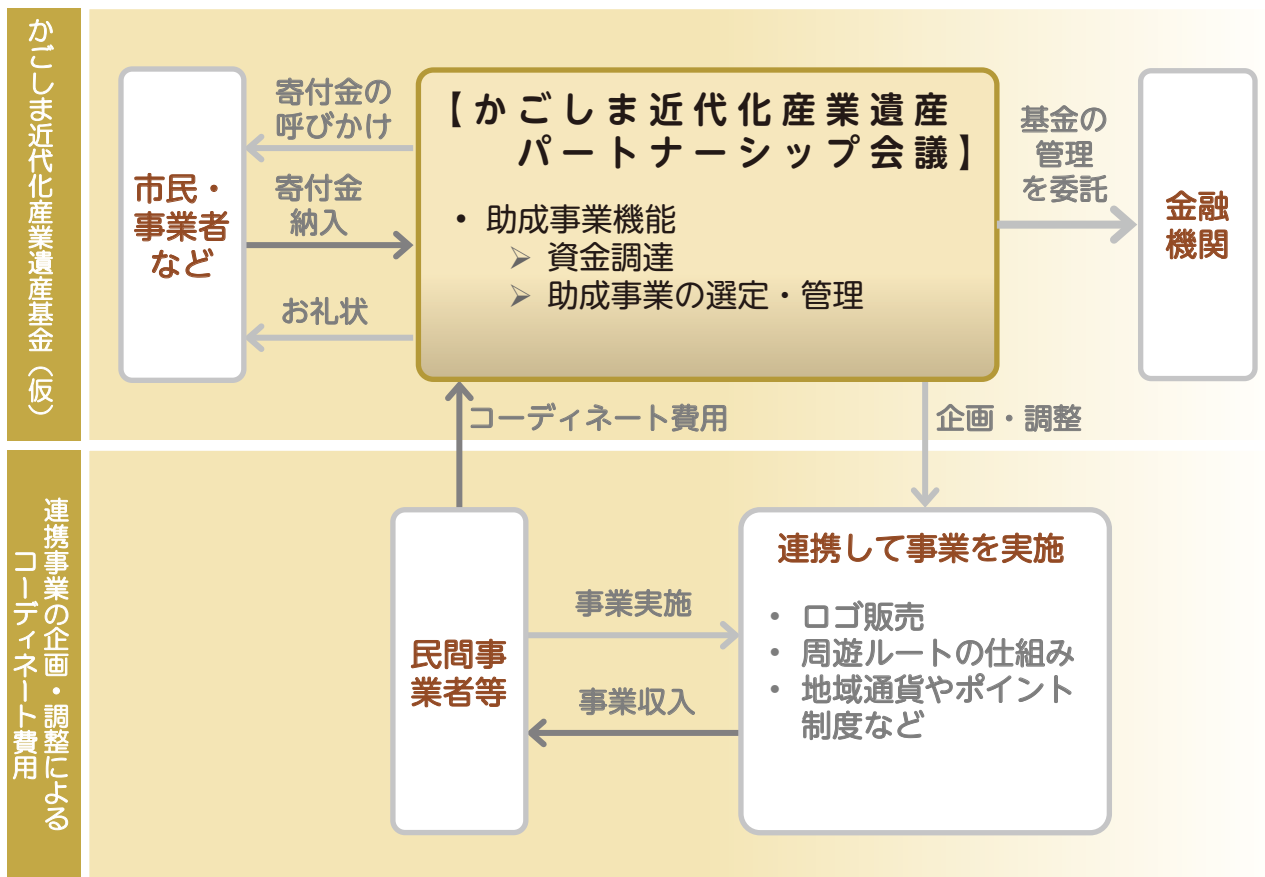 かごしま近代化産業遺産基金（仮）
寄付金の
呼びかけ
寄付金
納入
お礼状
市民・
事業者
など
【かごしま近代化産業遺産
パートナーシップ会議】
• 助成事業機能
➢ 資金調達
➢ 助成事業の選定・管理
基金の
管理
を委託
金融
機関
コーディネート費用
企画・調整
連携事業の企画・調整による
コーディネート費用
民間事
業者等
事業実施
事業収入
連携して事業を実施
• ロゴ販売
• 周遊ルートの仕組み
• 地域通貨やポイント
制度など